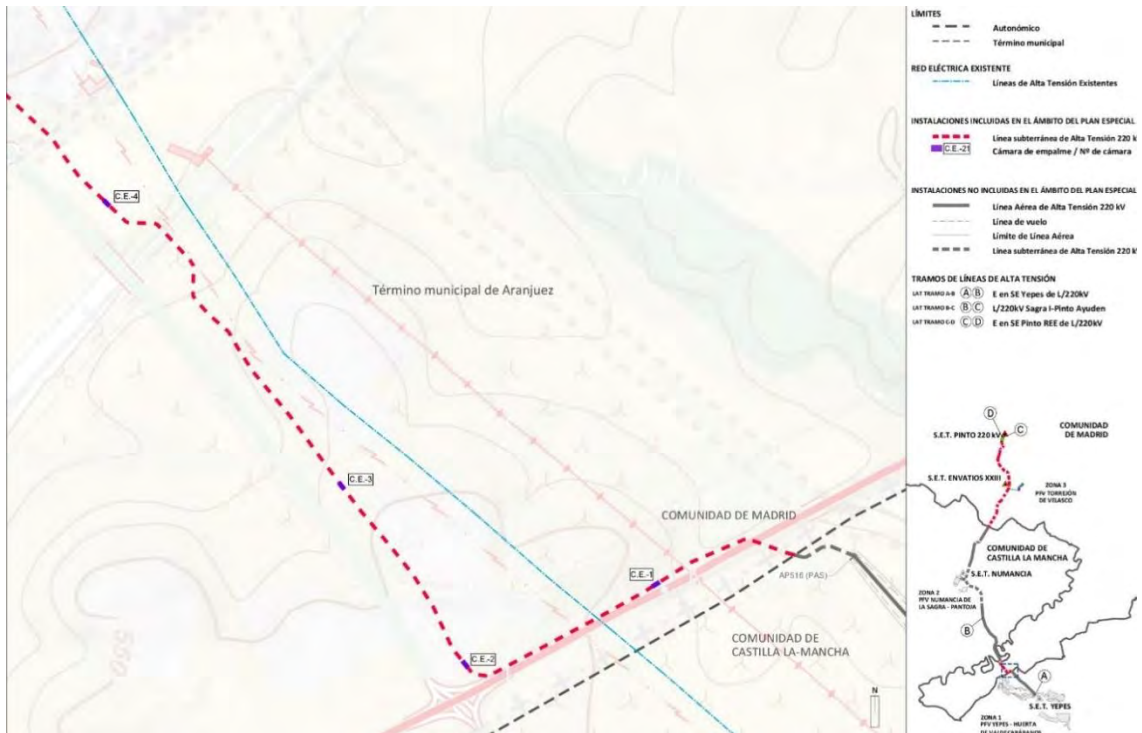 C.E.-4
Término municipal de Aranjuez
C.E.-3
COMUNIDAD DE MADRID
C.E.-1
AP516 (PAS)
C.E.-2
COMUNIDAD DE
CASTILLA LA-MANCHA
550
N
LÍMITES
Autonómico
Término municipal
RED ELÉCTRICA EXISTENTE
Líneas de Alta Tensión Existentes
INSTALACIONES INCLUIDAS EN EL ÁMBITO DEL PLAN ESPECIAL
Línea subterránea de Alta Tensión 220 k
C.E.-21 Cámara de empalme / Nº de cámara
INSTALACIONES NO INCLUIDAS EN EL ÁMBITO DEL PLAN ESPECIAL
Línea Aérea de Alta Tensión 220 kV
Línea de vuelo
Límite de Línea Aérea
Línea subterránea de Alta Tensión 220 k
TRAMOS DE LÍNEAS DE ALTA TENSIÓN
LAT TRAMO A-B A B E en SE Yepes de L/220kV
LAT TRAMO B-C B C L/220kV Sagra I-Pinto Ayuden
LAT TRAMO C-D C D E en SE Pinto REE de L/220kV
D
C
S.E.T. PINTO 220 kV
COMUNIDAD
DE MADRID
S.E.T. ENVATIOS XXIII
ZONA 3
PFV TORREJÓN
DE VELASCO
COMUNIDAD DE
CASTILLA LA MANCHA
S.E.T. NUMANCIA
ZONA 2
PFV NUMANCIA DE
LA SAGRA - PANTOJA
B
A
S.E.T. YEPES
ZONA 1
PFV YEPES - HUERTA